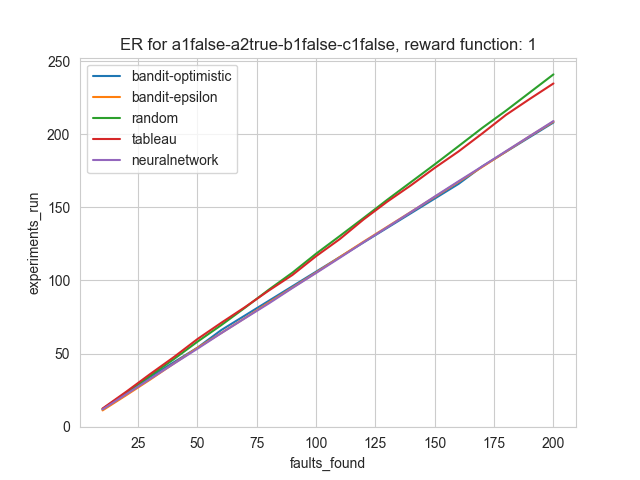 ER for a1false-a2true-b1false-c1false, reward function: 1
bandit-optimistic
bandit-epsilon
random
tableau
neuralnetwork
experiments_run
250
200
150
100
50
0
25
50
75
100
125
150
175
200
faults_found